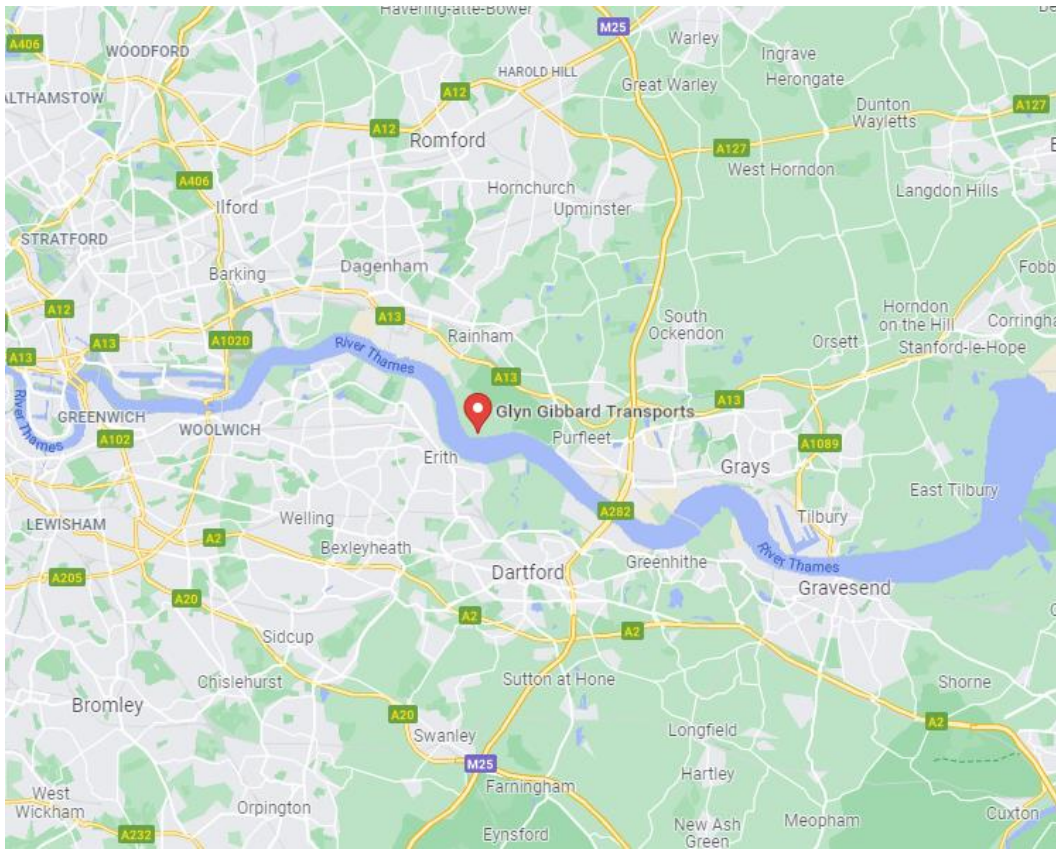 Havering-atte-Bower
A406
WOODFORD
M25
Warley
Ingrave
Herongate
HAROLD HILL
Great Warley
ALTHAMSTOW
A12
Dunton
Wayletts
A127
A12
Romford
A127
West Horndon
A406
Hornchurch
Langdon Hills
Ilford
Upminster
STRATFORD
Barking
Dagenham
Fobb
A12
A13
Horndon
on the Hill
South
Ockendon
Corringha
A13
A13
A1020
River Thames
Rainham
Orsett
Stanford-le-Hope
A13
River Thames
GREENWICH
Glyn Gibbard Transports
A13
WOOLWICH
A102
Purfleet
A1089
Erith
Grays
East Tilbury
A282
LEWISHAM
Welling
Tilbury
A2
Bexleyheath
River Thames
Greenhithe
A205
Dartford
Gravesend
A20
A2
A2
Sidcup
Sutton at Hone
Chislehurst
Shorne
Bromley
A20
A2
Longfield
Swanley
M25
Hartley
Farningham
West
Wickham
Orpington
Cuxton
Meopham
New Ash
Green
A232
Eynsford